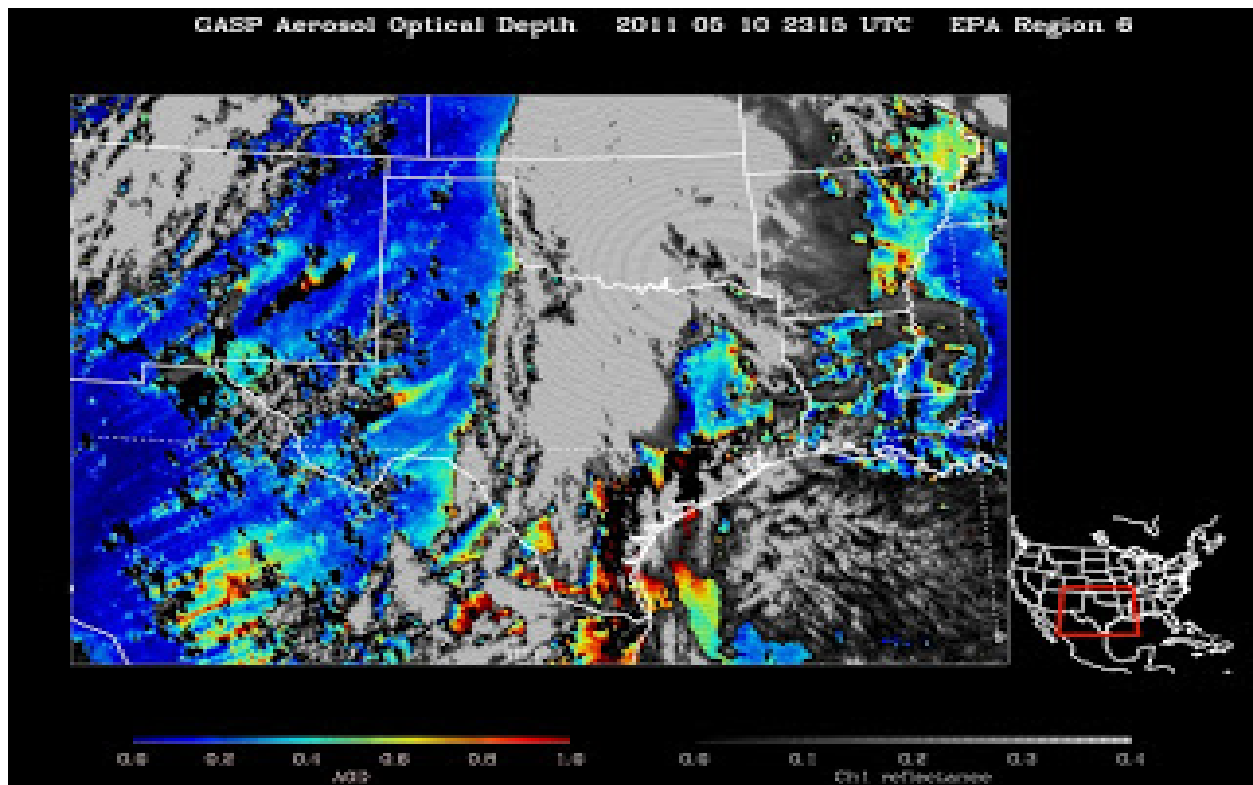 GASP Aerosol Optical Depth 2011 05 10 2315 UTC EPA Region 6
0.0 0.2 0.4 0.6 0.8 1.0
AOD
0.0 0.1 0.2 0.3 0.4
Ch1 reflectance